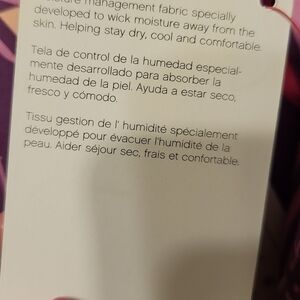 management fabric specially
developed to wick moisture away from the
skin. Helping stay dry, cool and comfortable.
Tela de control de la humedad especial-
mente desarrollado para absorber la
humedad de la piel. Ayuda a estar seco,
fresco y cómodo.
Tissu gestion de l' humidité spécialement
développé pour évacuer l'humidité de la
peau. Aider séjour sec, frais et confortable.